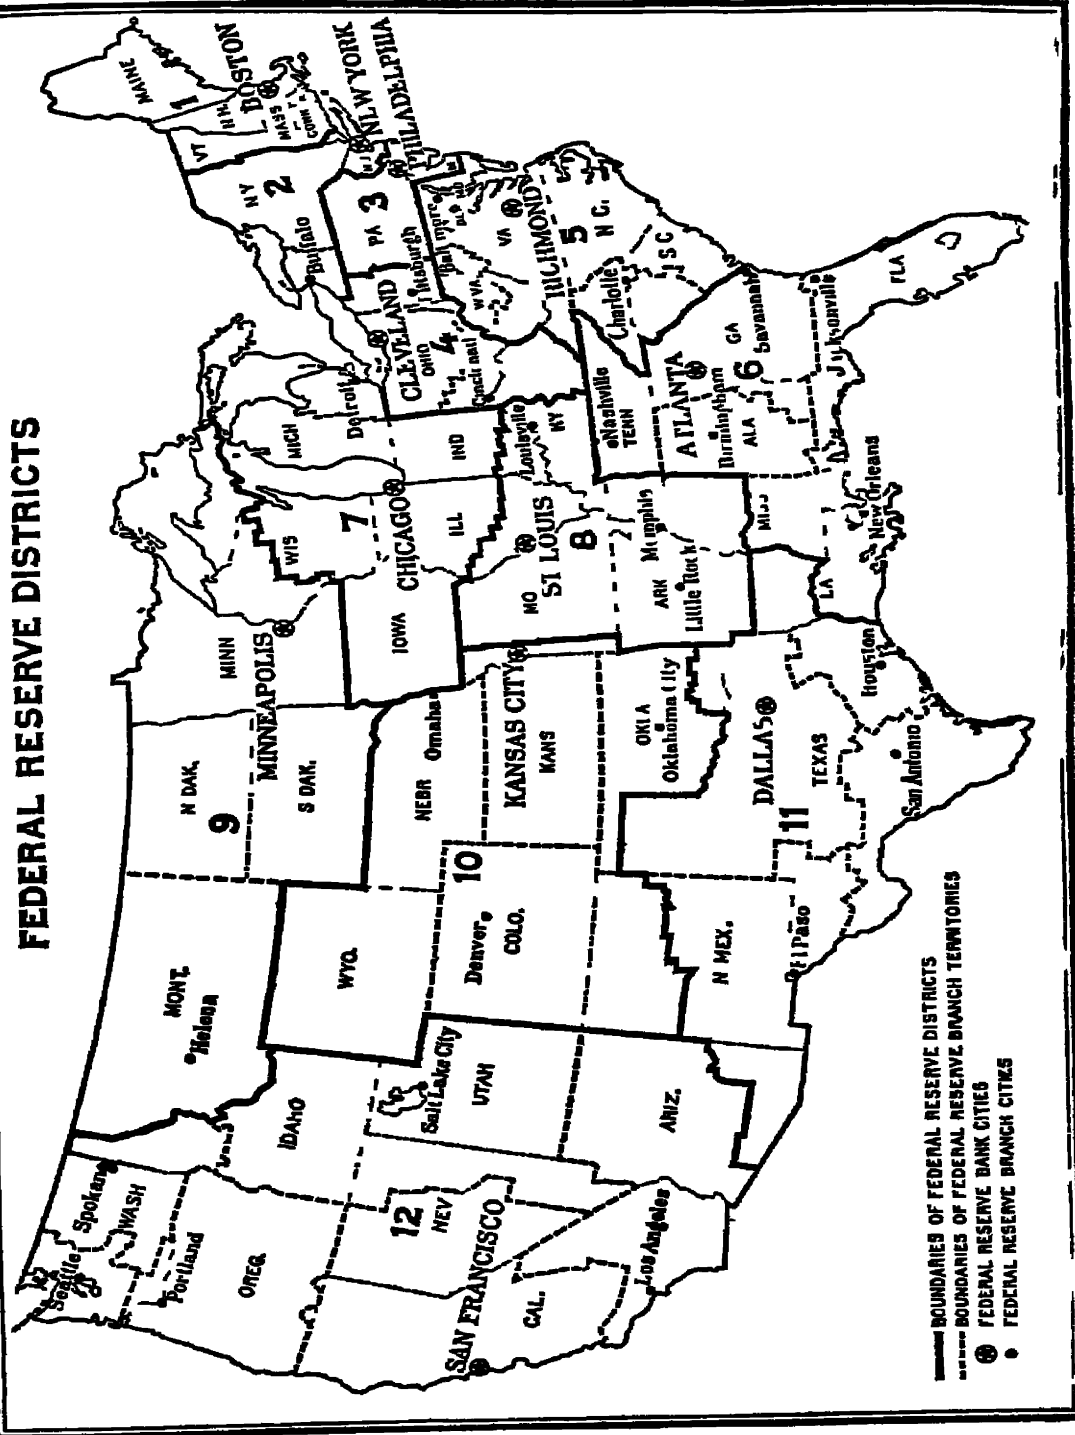 FEDERAL RESERVE DISTRICTS
Seattle
Spokane
WASH
Portland
OREG.
IDAHO
MONT.
Helena
N DAK.
9
MINNEAPOLIS
S DAK.
MINN
WIS
MICH
7
CHICAGO
Detroit
IOWA
ILL
IND
WYO.
NEBR
Omaha
12
NEV
SAN FRANCISCO
CAL.
Los Angeles
Salt Lake City
UTAH
ARIZ.
10
Denver
COLO.
KANSAS CITY
KANS
MO
ST LOUIS
8
Louisville
KY
OKLA
Oklahoma City
ARK
Little Rock
Memphis
N MEX.
El Paso
DALLAS
11
TEXAS
San Antonio
Houston
LA
MISS
New Orleans
Nashville
TENN
ATLANTA
Birmingham
ALA
6
GA
Savannah
Jacksonville
FLA
CLEVELAND
OHIO
4
Cincinnati
Pittsburgh
W VA
VA
RICHMOND
5
N C.
Charlotte
S C
Baltimore
PA
3
PHILADELPHIA
N J
NEW YORK
NY
2
Buffalo
VT
N H.
MAINE
1
BOSTON
MASS
CONN
BOUNDARIES OF FEDERAL RESERVE DISTRICTS
BOUNDARIES OF FEDERAL RESERVE BRANCH TERRITORIES
FEDERAL RESERVE BANK CITIES
FEDERAL RESERVE BRANCH CITIES